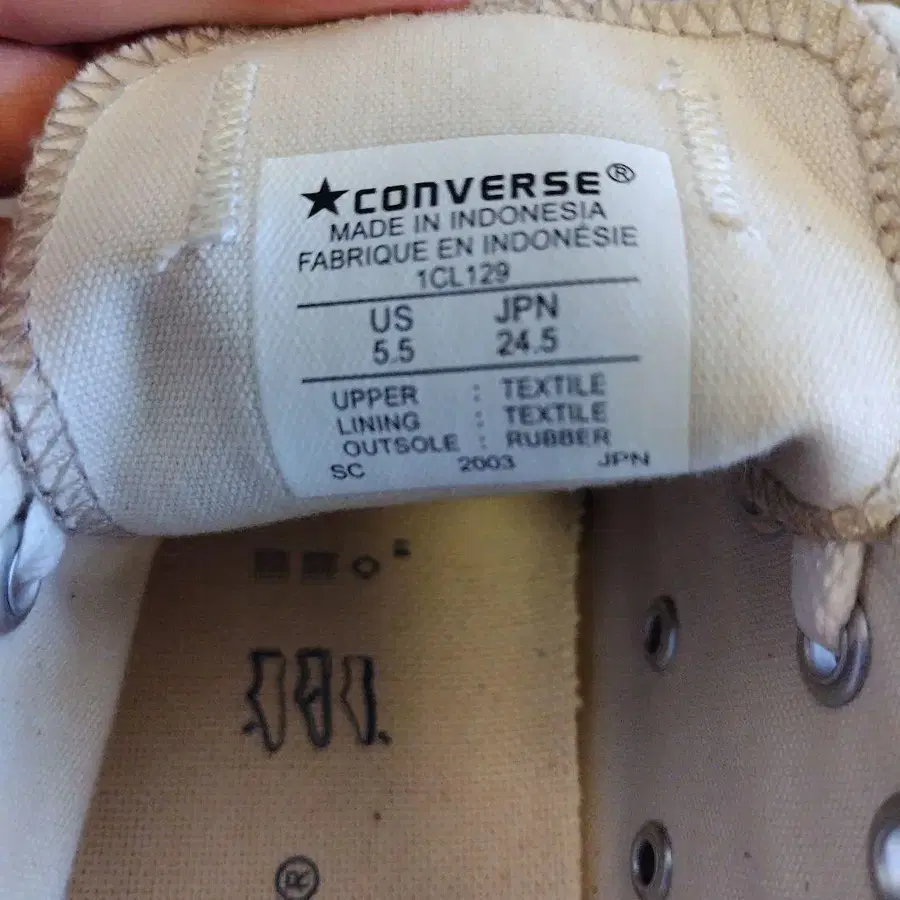 ★CONVERSE®
MADE IN INDONESIA
FABRIQUE EN INDONÉSIE
1CL129
US JPN
5.5 24.5
UPPER : TEXTILE
LINING : TEXTILE
OUTSOLE : RUBBER
SC 2003 JPN